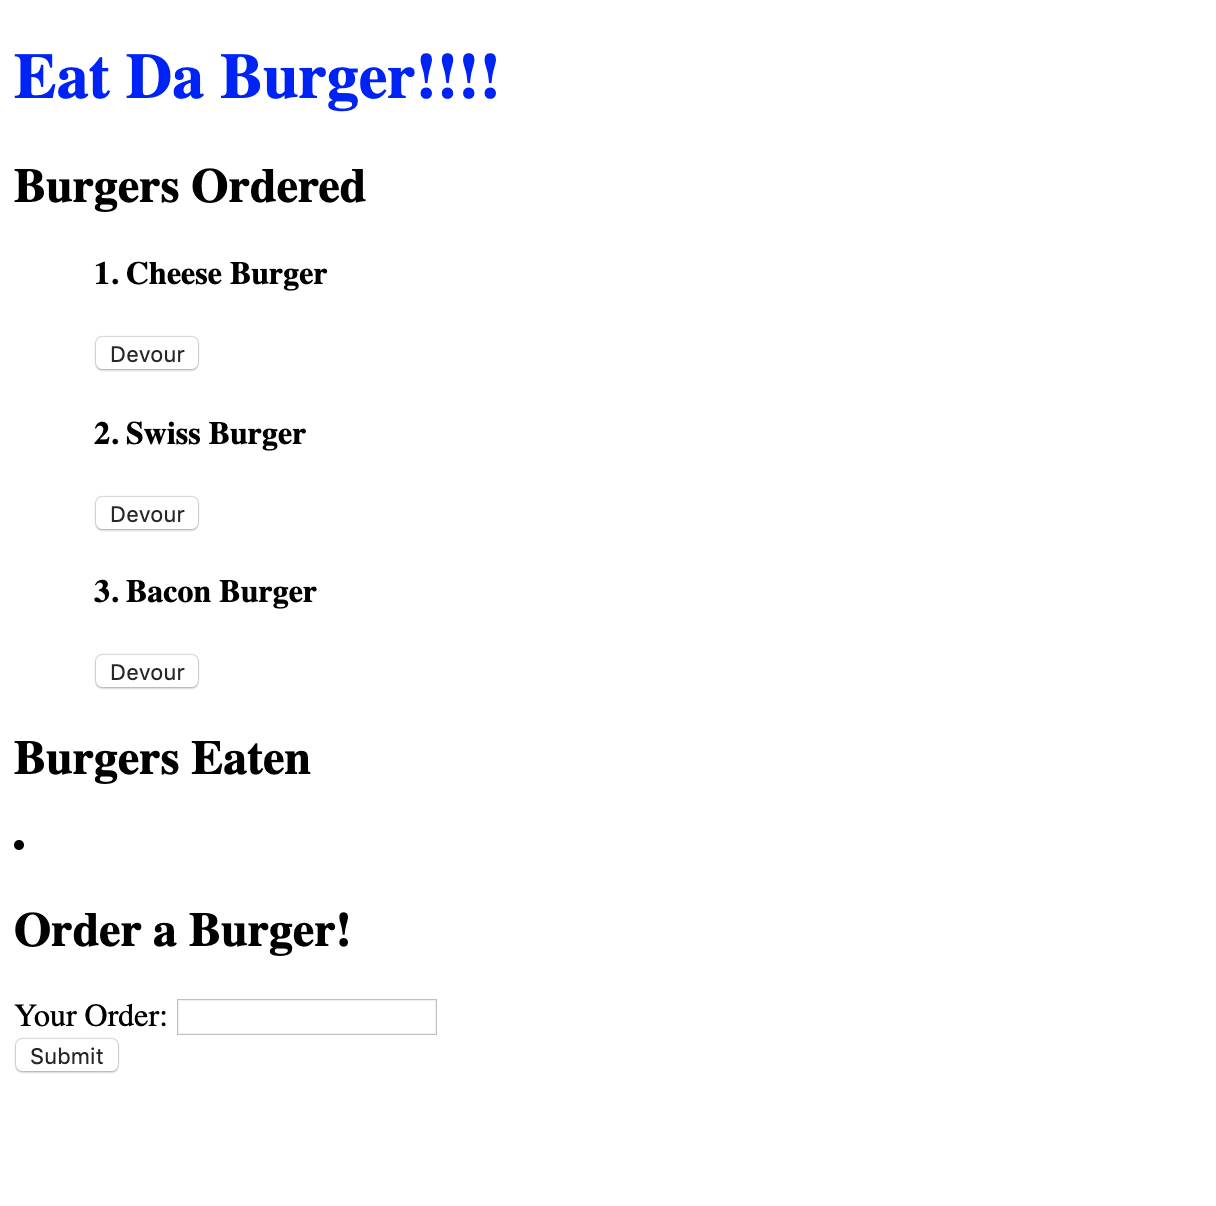 Eat Da Burger!!!!
Burgers Ordered
1. Cheese Burger
Devour
2. Swiss Burger
Devour
3. Bacon Burger
Devour
Burgers Eaten
•
Order a Burger!
Your Order:
Submit